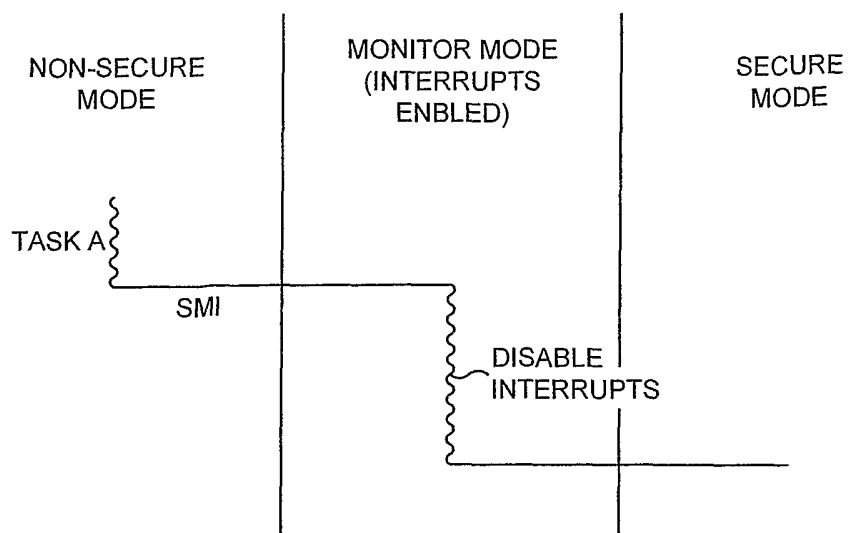 NON-SECURE
MODE
MONITOR MODE
(INTERRUPTS
ENBLED)
SECURE
MODE
TASK A
SMI
DISABLE
INTERRUPTS